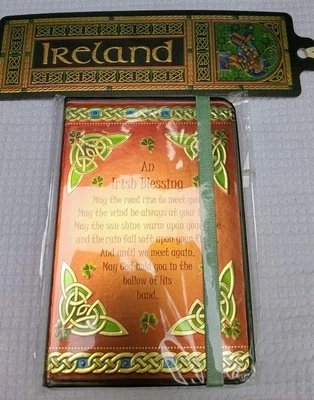 IRELAND
An
Irish Blessing
May the road rise to meet you
May the wind be always at your
May the sun shine warm upon your
and the rain fall soft upon your
And until we meet again,
May God hold you in the
hollow of His
hand.